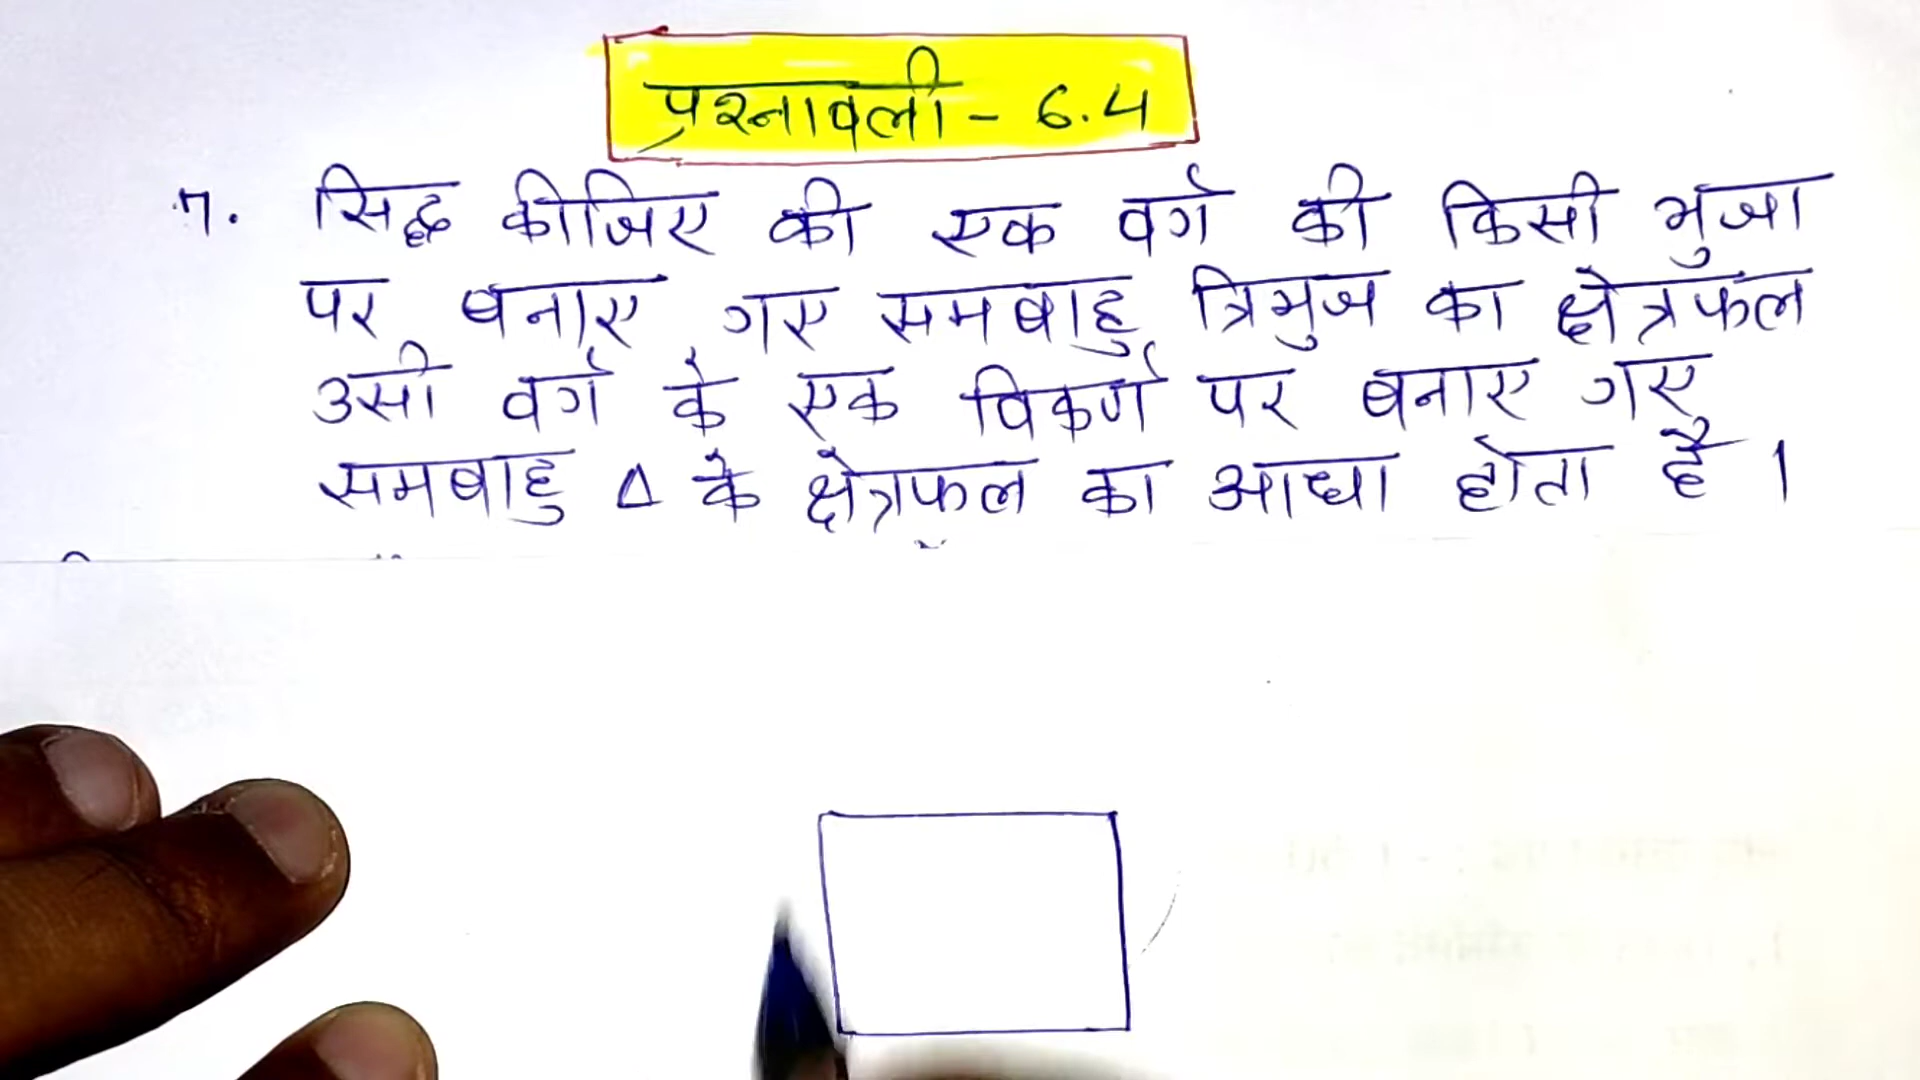 प्रश्नावली - 6.4
7. सिद्ध कीजिए की एक वर्ग की किसी भुजा
पर बनाए गए समबाहु त्रिभुज का क्षेत्रफल
उसी वर्ग के एक विकर्ण पर बनाए गए
समबाहु Δ के क्षेत्रफल का आधा होता है ।